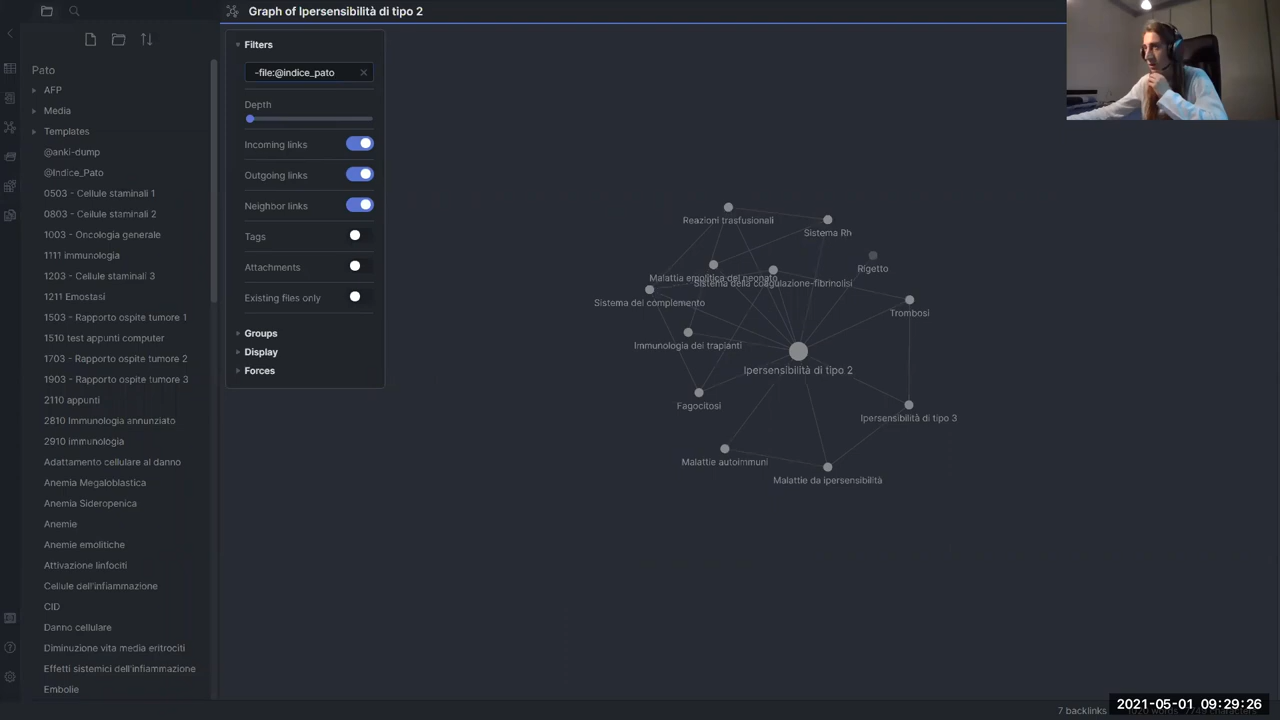 Graph of Ipersensibilità di tipo 2
Pato
AFP
Media
Templates
@anki-dump
@Indice_Pato
0503 - Cellule staminali 1
0803 - Cellule staminali 2
1003 - Oncologia generale
1111 immunologia
1203 - Cellule staminali 3
1211 Emostasi
1503 - Rapporto ospite tumore 1
1510 test appunti computer
1703 - Rapporto ospite tumore 2
1903 - Rapporto ospite tumore 3
2110 appunti
2810 Immunologia annunziato
2910 immunologia
Adattamento cellulare al danno
Anemia Megaloblastica
Anemia Sideropenica
Anemie
Anemie emolitiche
Attivazione linfociti
Cellule dell'infiammazione
CID
Danno cellulare
Diminuzione vita media eritrociti
Effetti sistemici dell'infiammazione
Embolie
Filters
-file:@indice_pato
Depth
Incoming links
Outgoing links
Neighbor links
Tags
Attachments
Existing files only
Groups
Display
Forces
Reazioni trasfusionali
Sistema Rh
Rigetto
Malattia emolitica del neonato
Sistema della coagulazione-fibrinolisi
Sistema del complemento
Trombosi
Immunologia dei trapianti
Ipersensibilità di tipo 2
Fagocitosi
Ipersensibilità di tipo 3
Malattie autoimmuni
Malattie da ipersensibilità
7 backlinks
2021-05-01 09:29:26